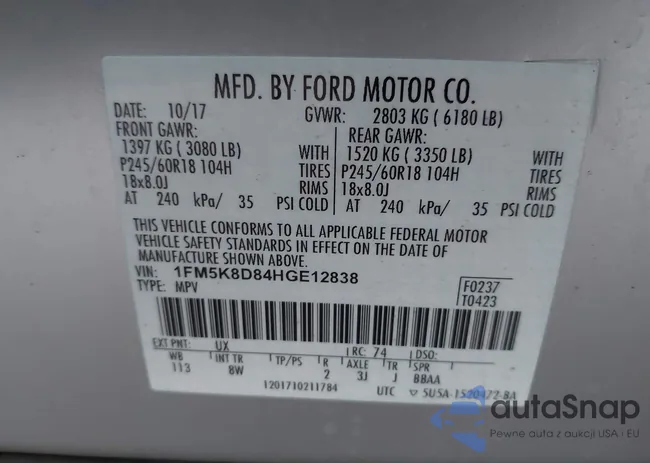 MFD. BY FORD MOTOR CO.
DATE: 10/17 GVWR: 2803 KG ( 6180 LB)
FRONT GAWR: REAR GAWR:
1397 KG ( 3080 LB) WITH 1520 KG ( 3350 LB) WITH
P245/60R18 104H TIRES P245/60R18 104H TIRES
18x8.0J RIMS 18x8.0J RIMS
AT 240 kPa/ 35 PSI COLD AT 240 kPa/ 35 PSI COLD
THIS VEHICLE CONFORMS TO ALL APPLICABLE FEDERAL MOTOR
VEHICLE SAFETY STANDARDS IN EFFECT ON THE DATE OF
MANUFACTURE SHOWN ABOVE.
VIN: 1FM5K8D84HGE12838 F0237
TYPE: MPV T0423
EXT PNT: UX RC: 74 DSO:
WB INT TR TP/PS R AXLE TR SPR
113 8W 2 3J J BBAA
1201710211784 UTC ▽ 5U5A-1520472-BA
autaSnap
Pewne auta z aukcji USA i EU